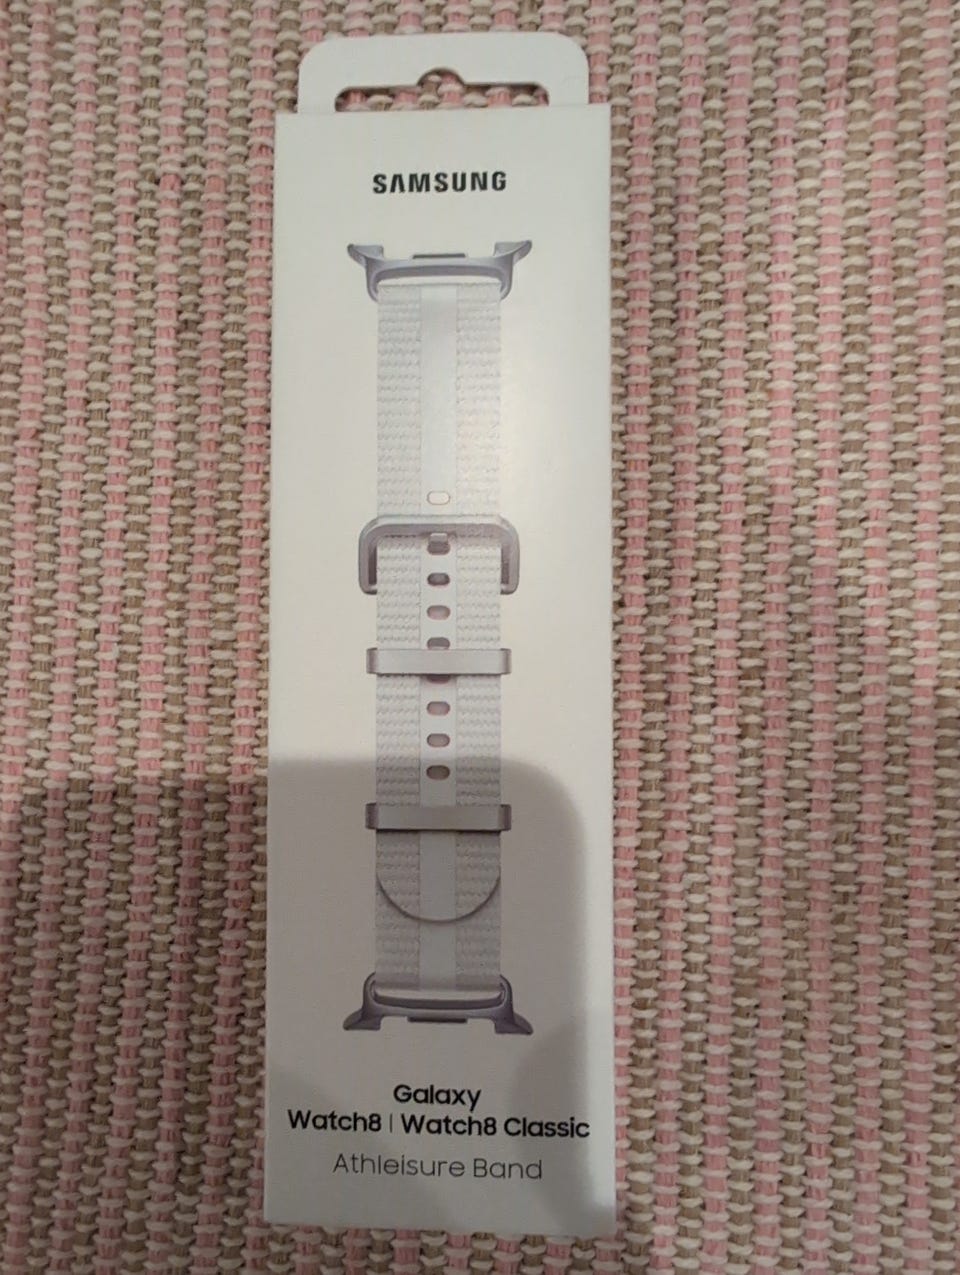 SAMSUNG
Galaxy
Watch8 | Watch8 Classic
Athleisure Band